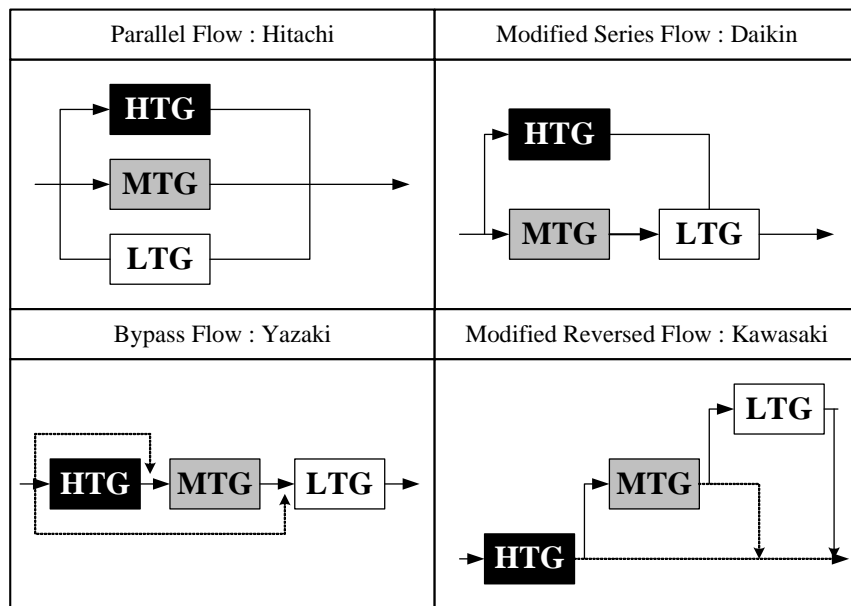 Parallel Flow : Hitachi
Modified Series Flow : Daikin
HTG
MTG
LTG
HTG
MTG
LTG
Bypass Flow : Yazaki
Modified Reversed Flow : Kawasaki
HTG
MTG
LTG
LTG
MTG
HTG